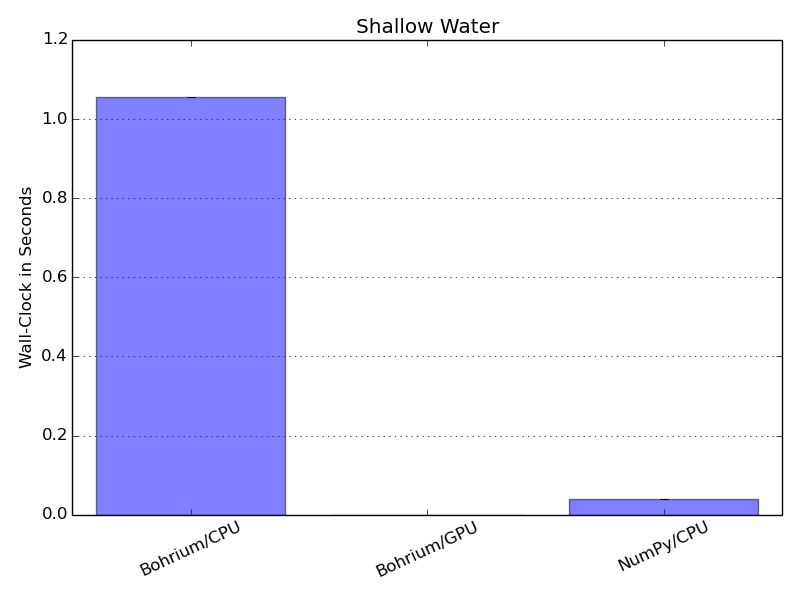 Shallow Water
Wall-Clock in Seconds
1.2
1.0
0.8
0.6
0.4
0.2
0.0
Bohrium/CPU
Bohrium/GPU
NumPy/CPU